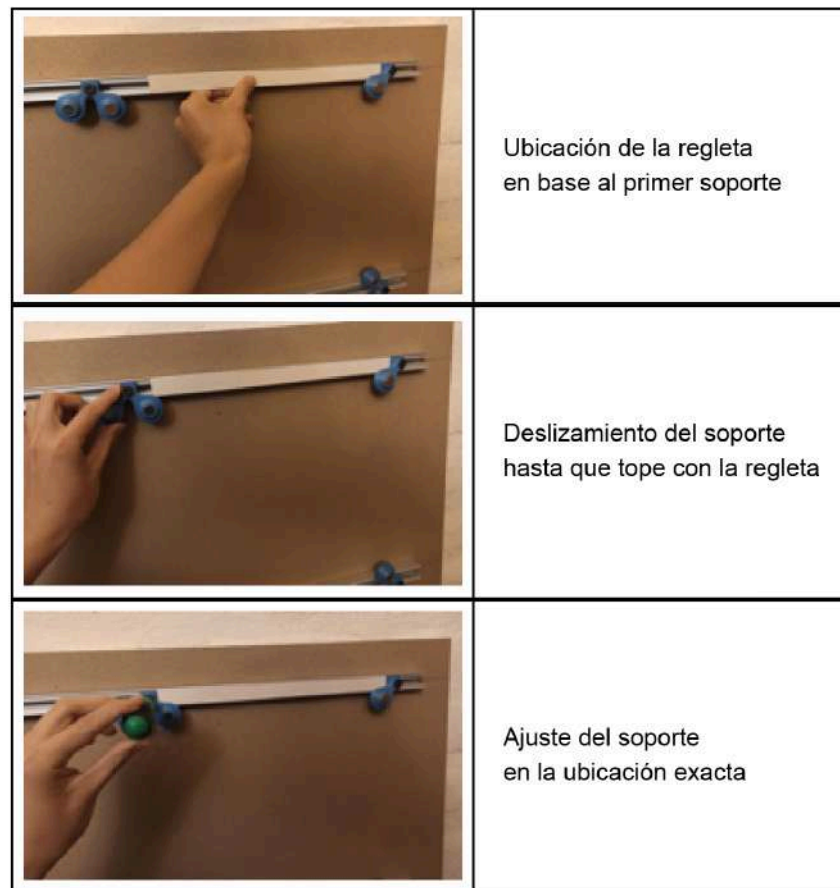 Ubicación de la regleta
en base al primer soporte
Deslizamiento del soporte
hasta que tope con la regleta
Ajuste del soporte
en la ubicación exacta